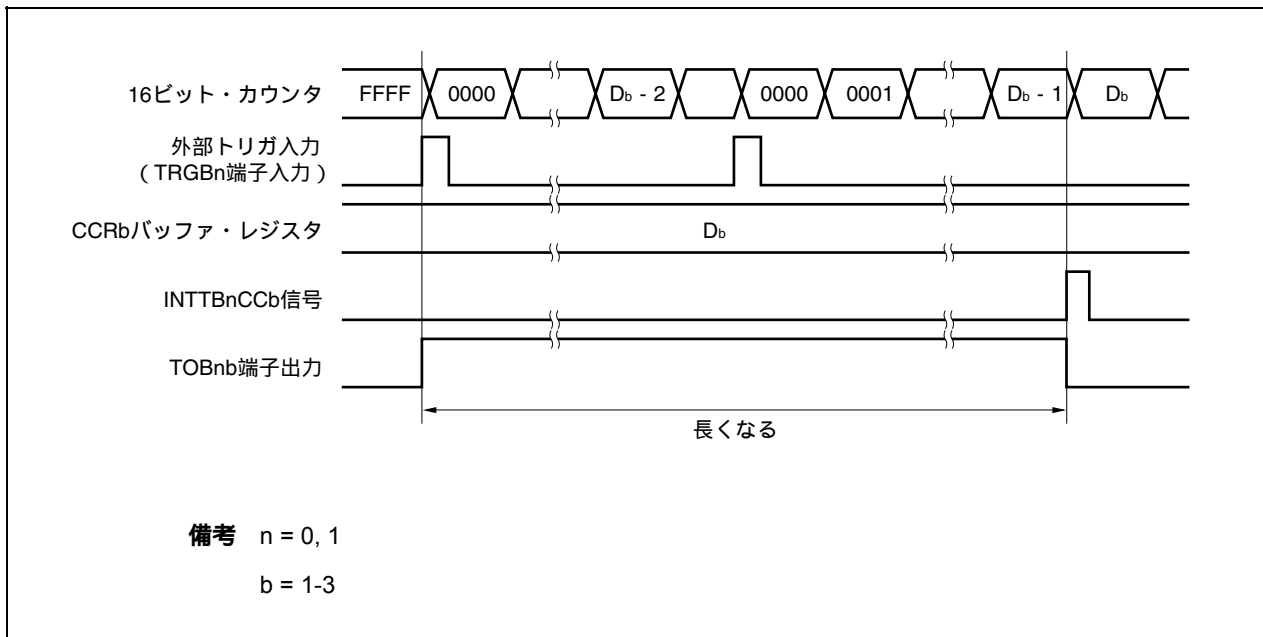 16ビット・カウンタ FFFF 0000 Db - 2 0000 0001 Db - 1 Db
外部トリガ入力
（TRGBn端子入力）
CCRbバッファ・レジスタ Db
INTTBnCCb信号
TOBnb端子出力
長くなる
備考 n = 0, 1
b = 1-3